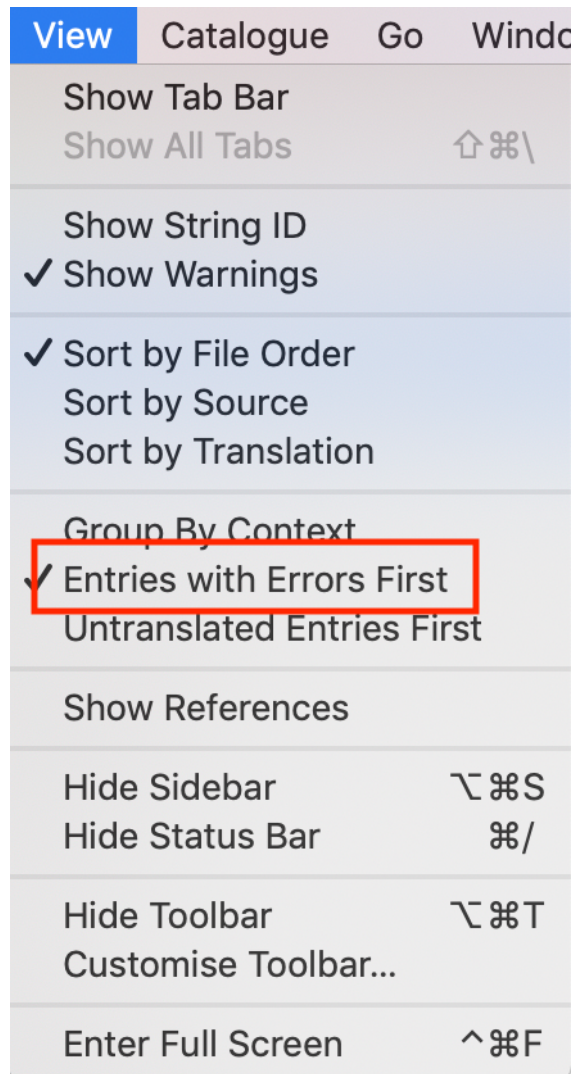 View Catalogue Go Windo
Show Tab Bar
Show All Tabs ⇧⌘\
Show String ID
✓ Show Warnings
✓ Sort by File Order
Sort by Source
Sort by Translation
Group By Context
✓ Entries with Errors First
Untranslated Entries First
Show References
Hide Sidebar ⌥⌘S
Hide Status Bar ⌘/
Hide Toolbar ⌥⌘T
Customise Toolbar...
Enter Full Screen ^⌘F